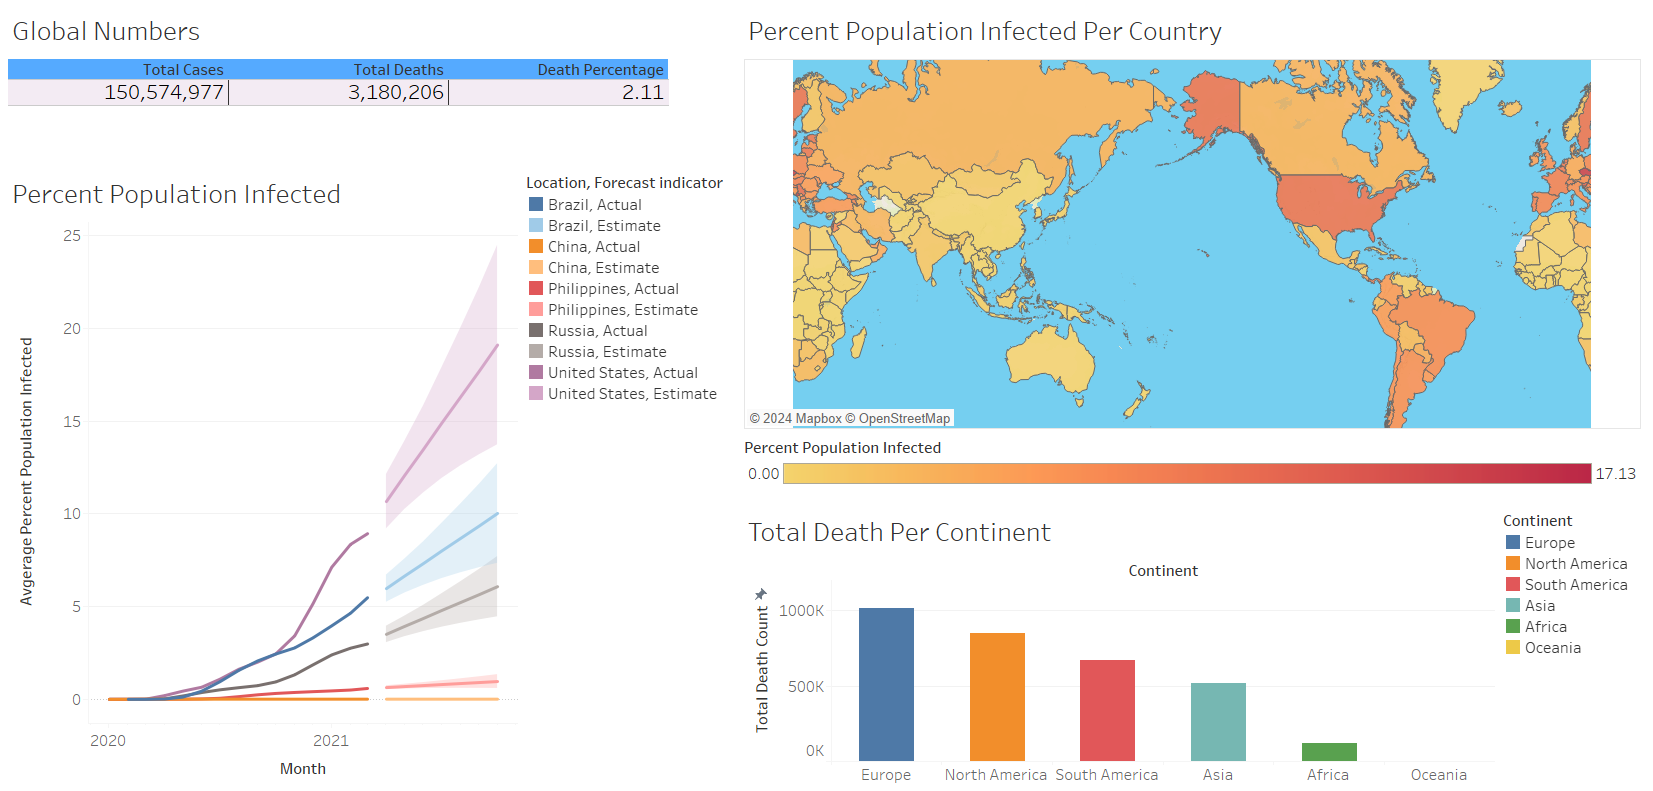 Global Numbers
Total Cases Total Deaths Death Percentage
150,574,977 3,180,206 2.11
Percent Population Infected
Location, Forecast indicator
Brazil, Actual
Brazil, Estimate
China, Actual
China, Estimate
Philippines, Actual
Philippines, Estimate
Russia, Actual
Russia, Estimate
United States, Actual
United States, Estimate
Avgerage Percent Population Infected
25
20
15
10
5
0
2020 2021
Month
Percent Population Infected Per Country
© 2024 Mapbox © OpenStreetMap
Percent Population Infected
0.00 17.13
Total Death Per Continent
Continent
Total Death Count
1000K
500K
0K
Europe North America South America Asia Africa Oceania
Continent
Europe
North America
South America
Asia
Africa
Oceania